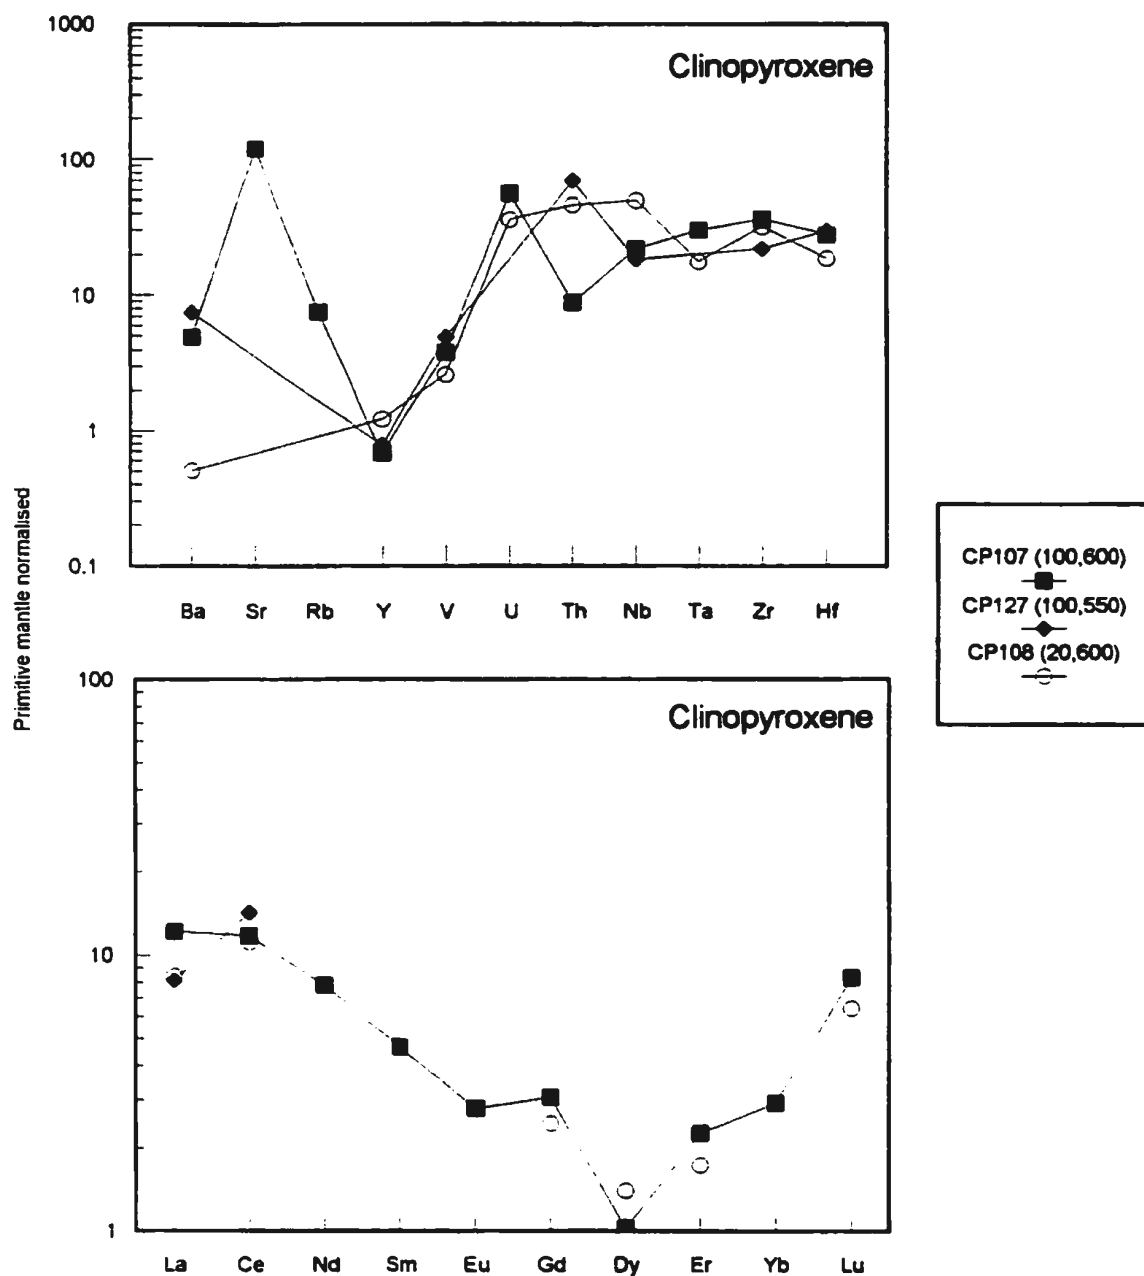 Primitive mantle normalised
1000
100
10
1
0.1
Clinopyroxene
Ba Sr Rb Y V U Th Nb Ta Zr Hf
100
10
1
Clinopyroxene
La Ce Nd Sm Eu Gd Dy Er Yb Lu
CP107 (100,600)
CP127 (100,550)
CP108 (20,600)